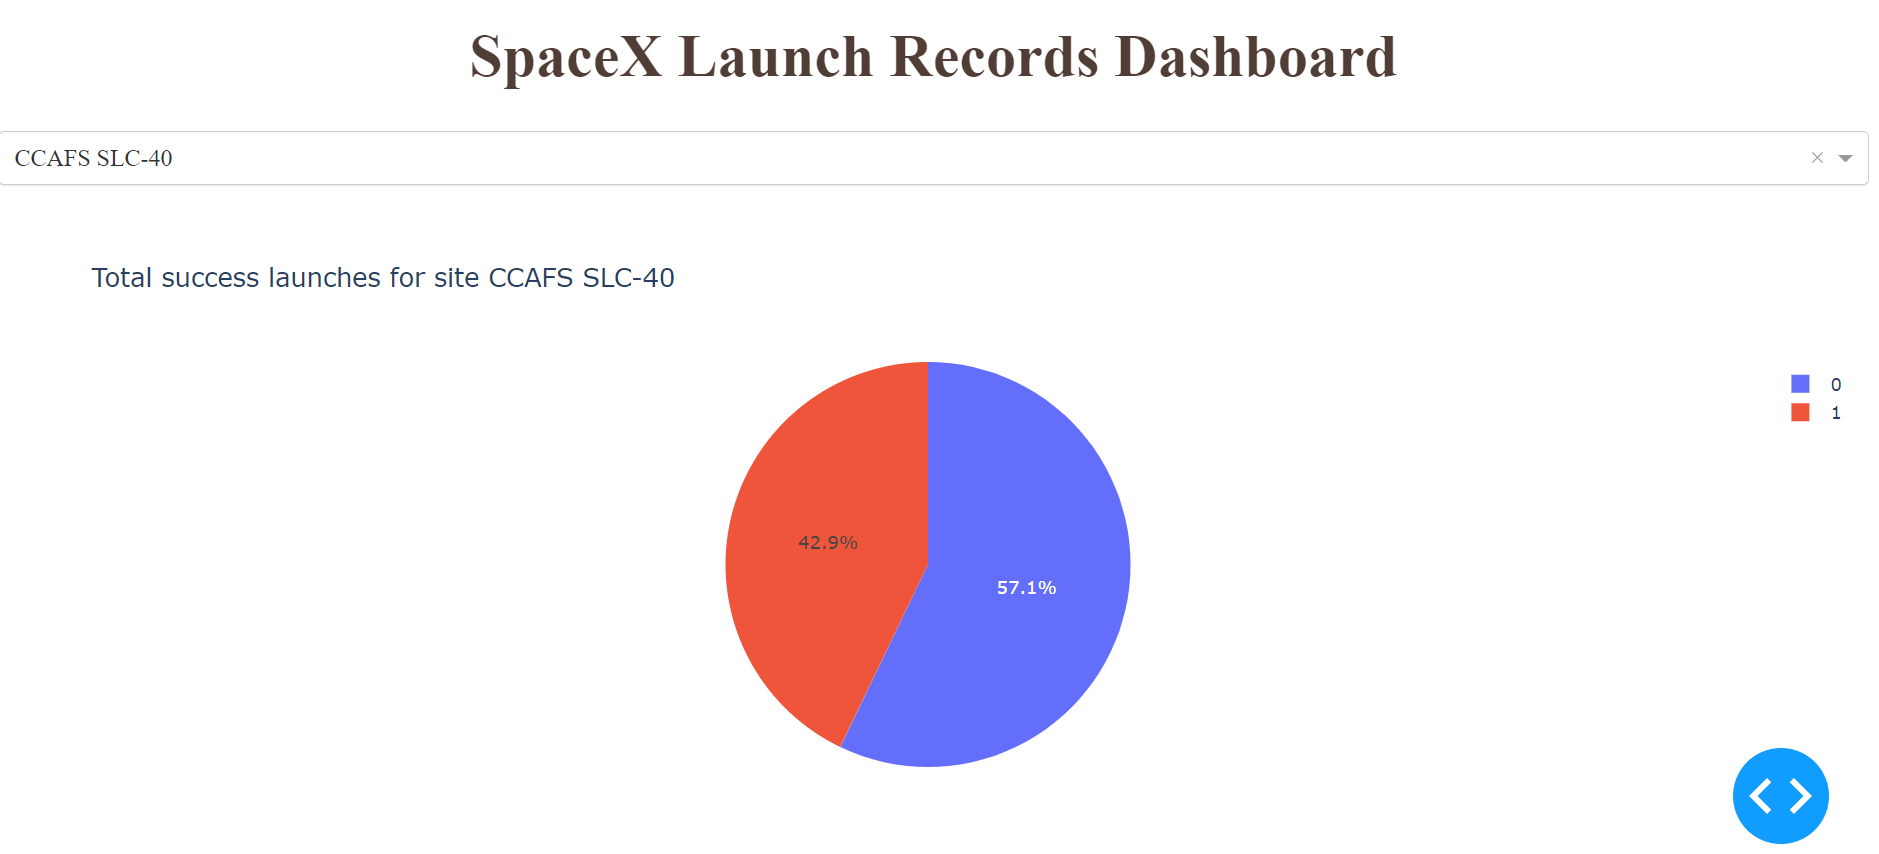 SpaceX Launch Records Dashboard
CCAFS SLC-40
Total success launches for site CCAFS SLC-40
0
1
42.9%
57.1%